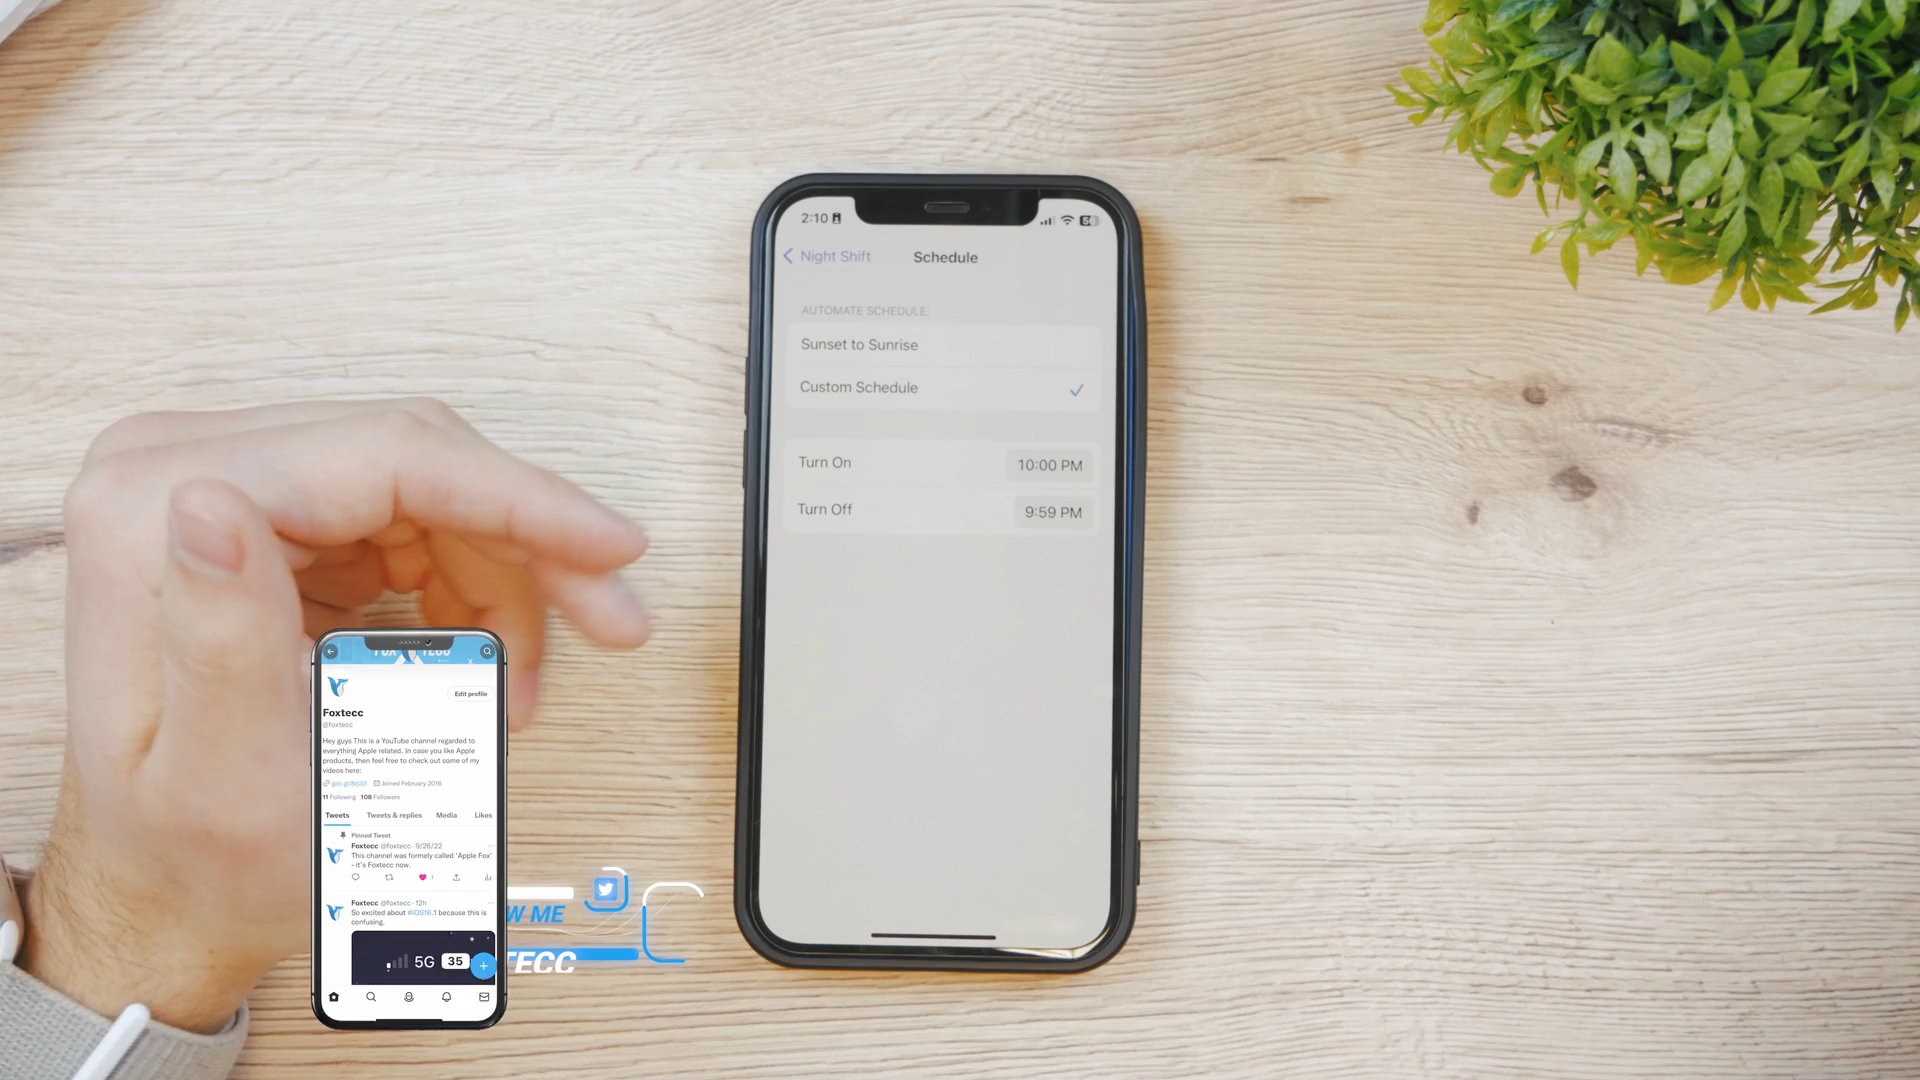 2:10
56
Night Shift
Schedule
AUTOMATE SCHEDULE:
Sunset to Sunrise
Custom Schedule
Turn On
10:00 PM
Turn Off
9:59 PM
FOX TECC
Edit profile
Foxtecc
@foxtecc
Hey guys This is a YouTube channel regarded to
everything Apple related. In case you like Apple
products, then feel free to check out some of my
videos here:
Joined February 2016
11 Following 108 Followers
Tweets
Tweets & replies
Media
Likes
Pinned Tweet
Foxtecc @foxtecc · 9/26/22
This channel was formely called 'Apple Fox'
- it's Foxtecc now.
1
Foxtecc @foxtecc · 12h
So excited about #iOS16.1 because this is
confusing.
5G 35
W ME
TECC